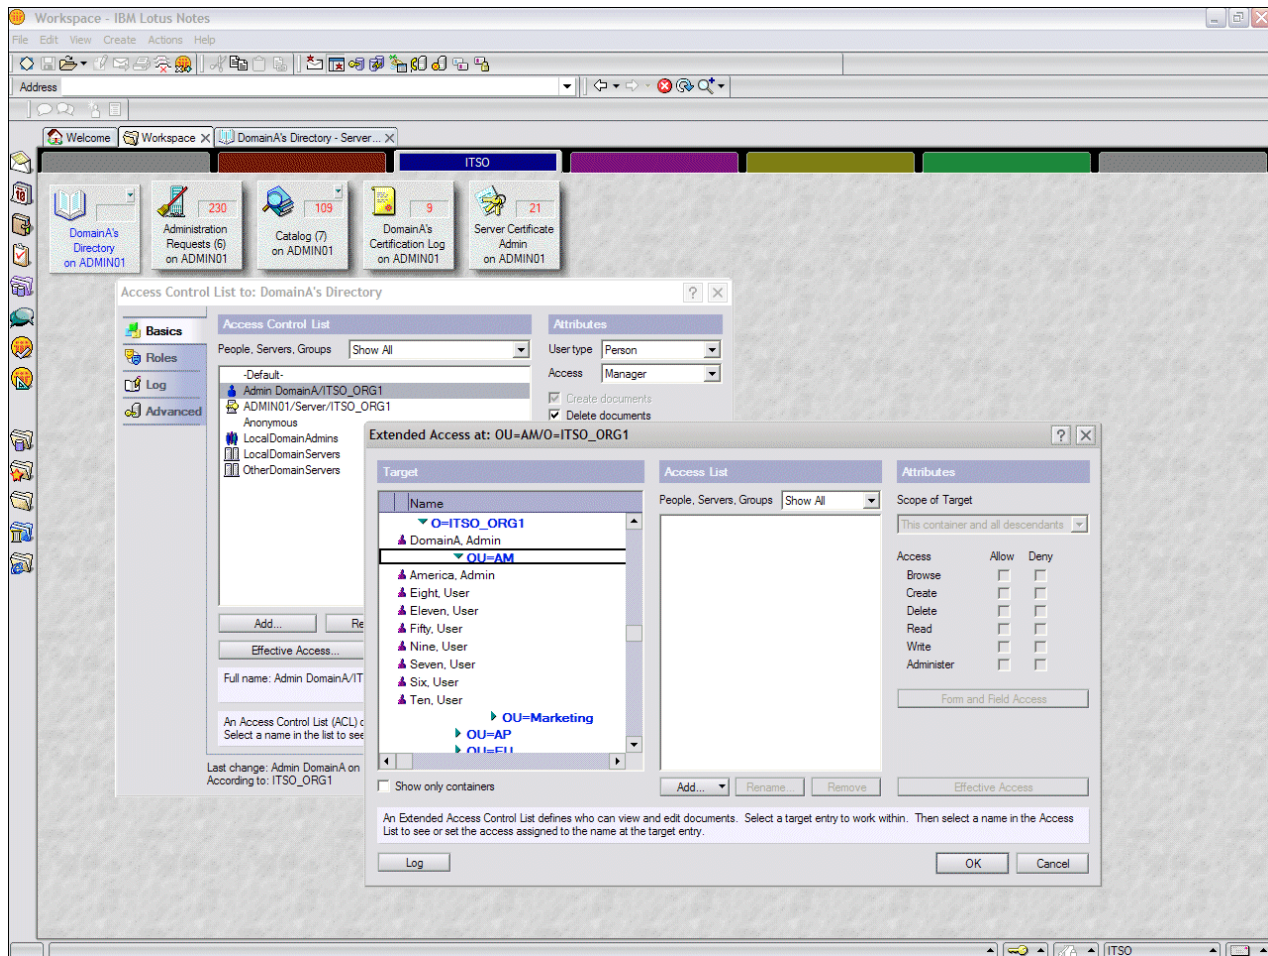 Workspace - IBM Lotus Notes
File Edit View Create Actions Help
Address
Welcome
Workspace
DomainA's Directory - Server...
ITSO
DomainA's
Directory
on ADMIN01
230
Administration
Requests (6)
on ADMIN01
109
Catalog (7)
on ADMIN01
9
DomainA's
Certification Log
on ADMIN01
21
Server Certificate
Admin
on ADMIN01
Access Control List to: DomainA's Directory
Basics
Roles
Log
Advanced
Access Control List
People, Servers, Groups Show All
-Default-
Admin DomainA/ITSO_ORG1
ADMIN01/Server/ITSO_ORG1
Anonymous
LocalDomainAdmins
LocalDomainServers
OtherDomainServers
Attributes
User type Person
Access Manager
Create documents
Delete documents
Add... Re
Effective Access...
Full name: Admin DomainA/IT
An Access Control List (ACL) c
Select a name in the list to see
Last change: Admin DomainA on
According to: ITSO_ORG1
Extended Access at: OU=AM/O=ITSO_ORG1
Target
Name
O=ITSO_ORG1
DomainA, Admin
OU=AM
America, Admin
Eight, User
Eleven, User
Fifty, User
Nine, User
Seven, User
Six, User
Ten, User
OU=Marketing
OU=AP
OU=EU
Show only containers
Access List
People, Servers, Groups Show All
Add... Rename... Remove
Attributes
Scope of Target
This container and all descendants
Access Allow Deny
Browse
Create
Delete
Read
Write
Administer
Form and Field Access
Effective Access
An Extended Access Control List defines who can view and edit documents. Select a target entry to work within. Then select a name in the Access
List to see or set the access assigned to the name at the target entry.
Log
OK Cancel
ITSO